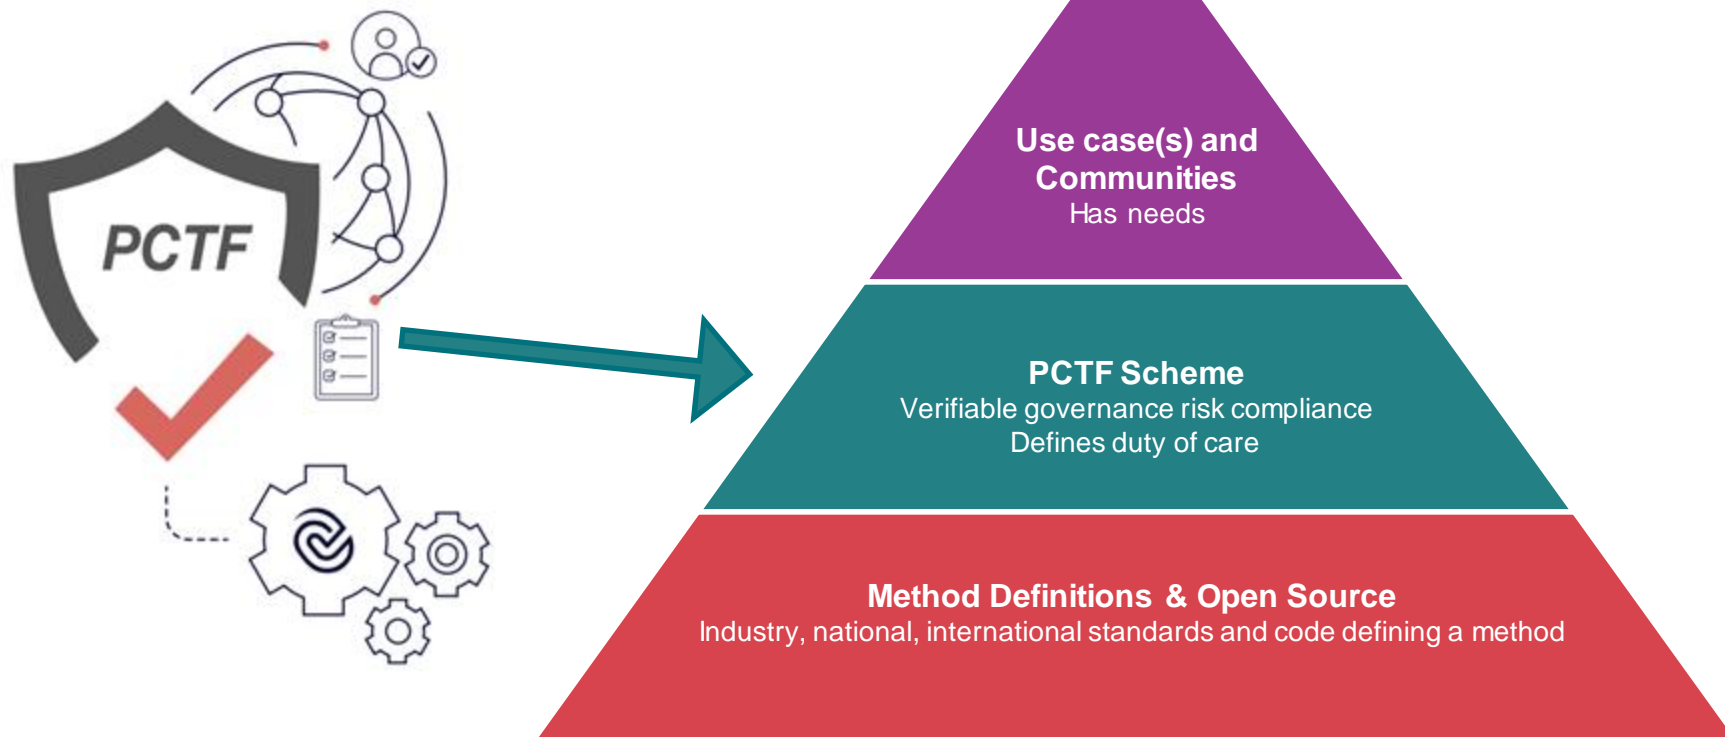 PCTF
Use case(s) and
Communities
Has needs
PCTF Scheme
Verifiable governance risk compliance
Defines duty of care
Method Definitions & Open Source
Industry, national, international standards and code defining a method